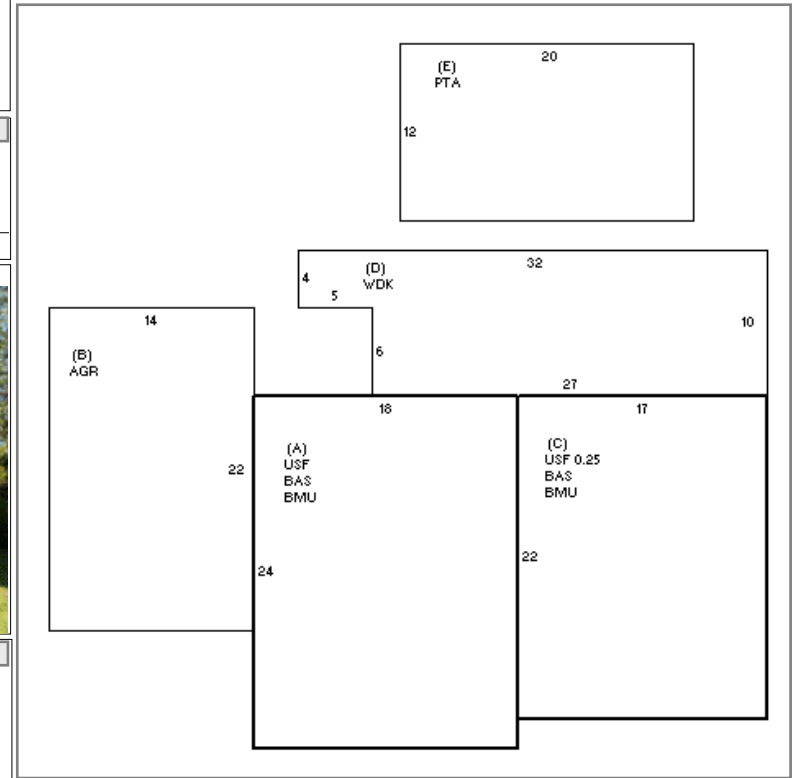 20
(E)
PTA
12
32
(D)
WDK
4
5
10
6
27
14
(B)
AGR
22
18
(A)
USF
BAS
BMU
24
17
(C)
USF 0.25
BAS
BMU
22